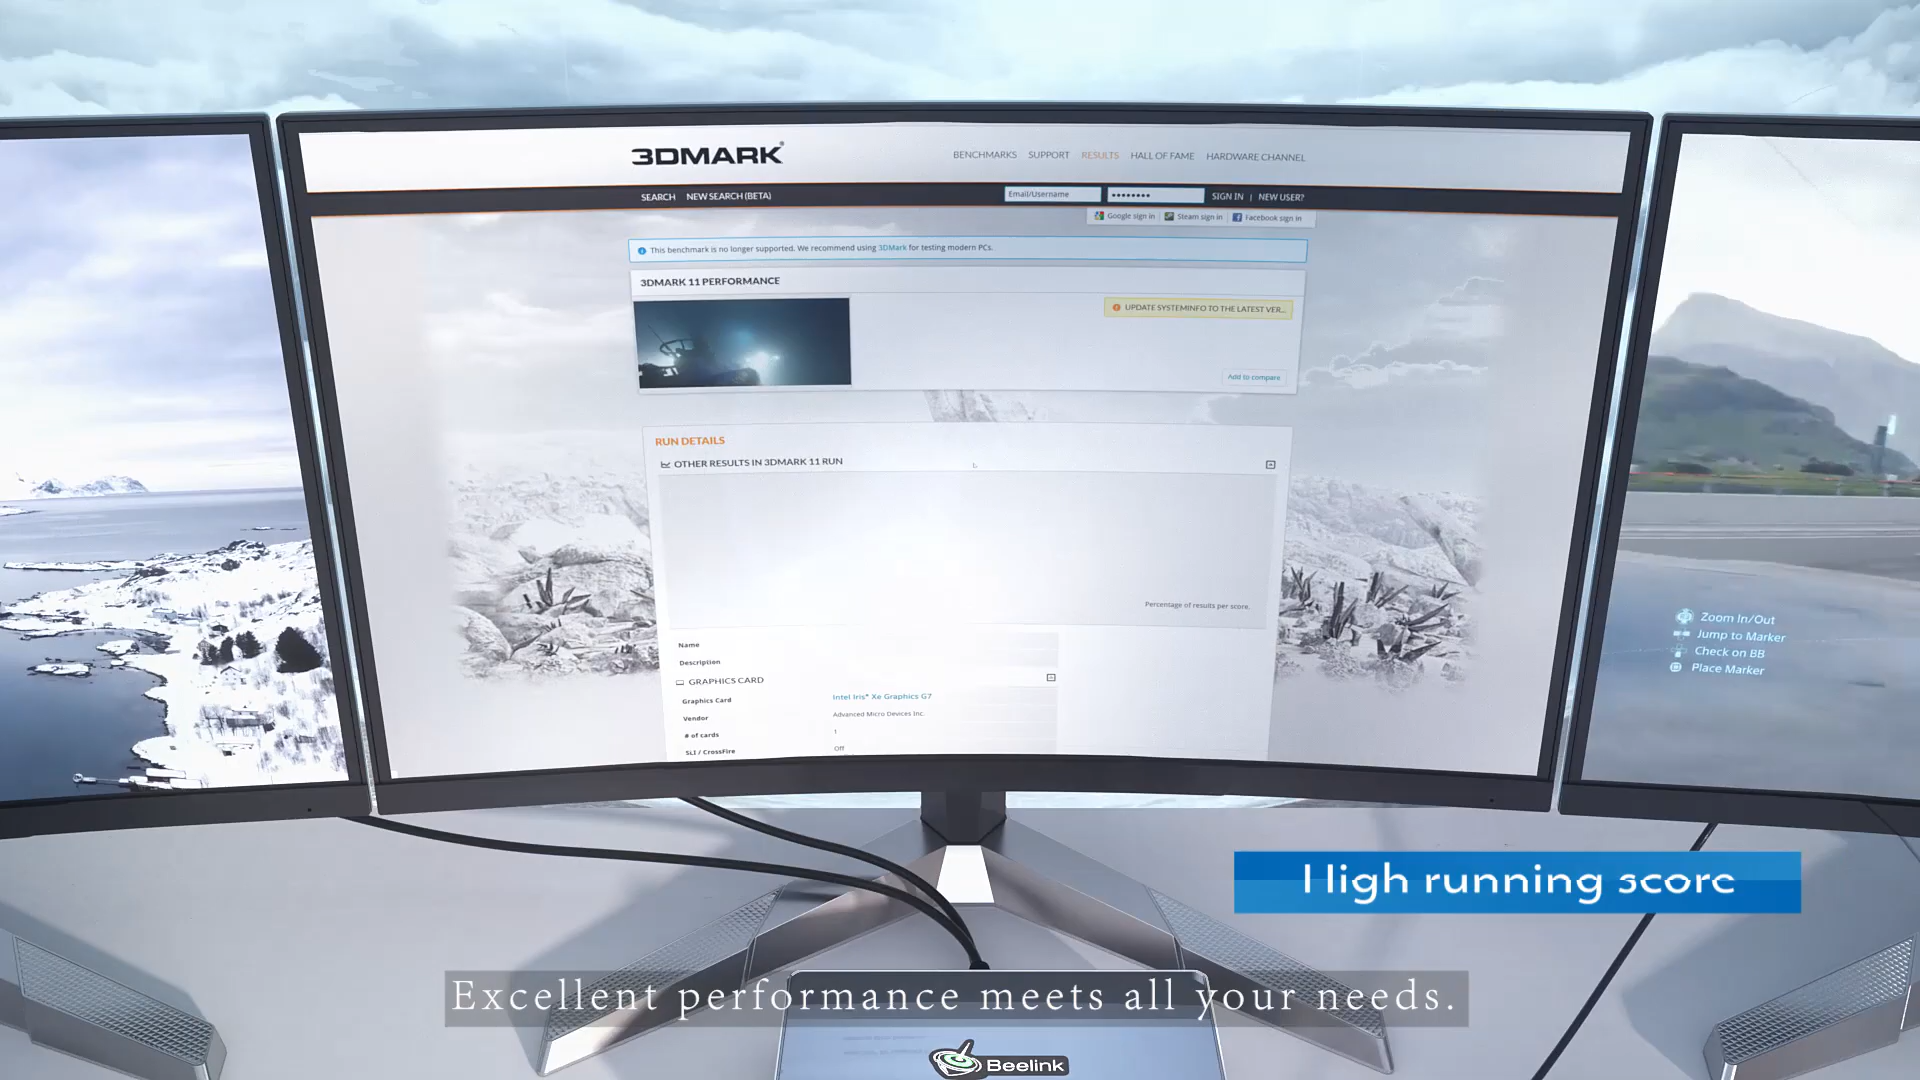 3DMARK
BENCHMARKS SUPPORT RESULTS HALL OF FAME HARDWARE CHANNEL
SEARCH NEW SEARCH (BETA)
Email/Username •••••••• SIGN IN | NEW USER?
Google sign in Steam sign in Facebook sign in
This benchmark is no longer supported. We recommend using 3DMark for testing modern PCs.
3DMARK 11 PERFORMANCE
UPDATE SYSTEMINFO TO THE LATEST VER...
Add to compare
RUN DETAILS
OTHER RESULTS IN 3DMARK 11 RUN
Percentage of results per score.
Name
Description
GRAPHICS CARD
Graphics Card Intel Iris® Xe Graphics G7
Vendor Advanced Micro Devices Inc.
# of cards 1
SLI / CrossFire Off
Zoom In/Out
Jump to Marker
Check on BB
Place Marker
High running score
Excellent performance meets all your needs.
Beelink